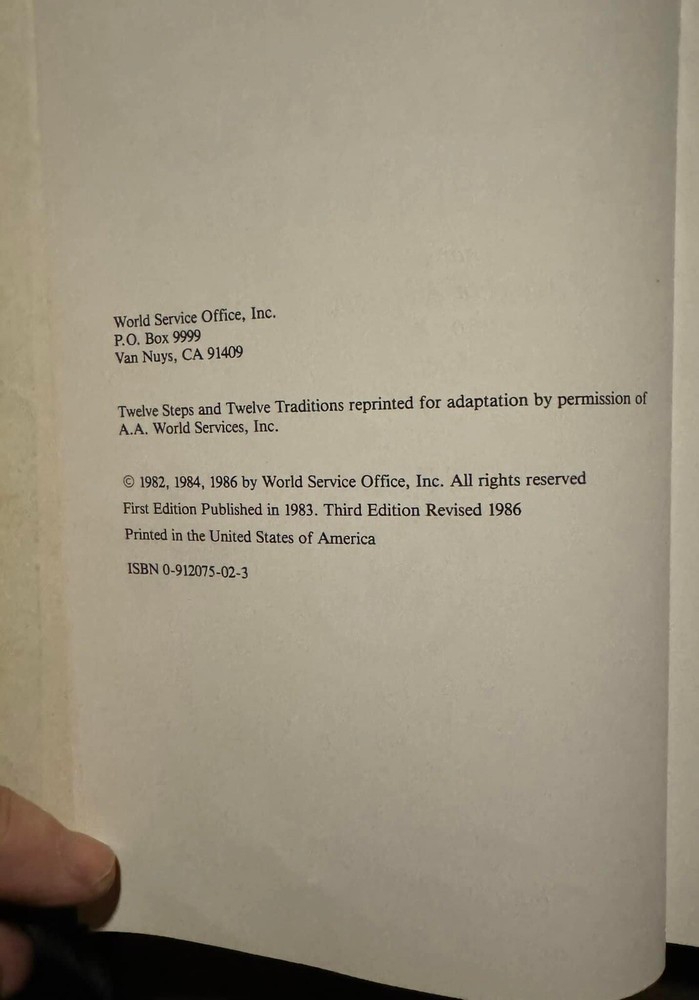 World Service Office, Inc.
P.O. Box 9999
Van Nuys, CA 91409
Twelve Steps and Twelve Traditions reprinted for adaptation by permission of
A.A. World Services, Inc.
© 1982, 1984, 1986 by World Service Office, Inc. All rights reserved
First Edition Published in 1983. Third Edition Revised 1986
Printed in the United States of America
ISBN 0-912075-02-3